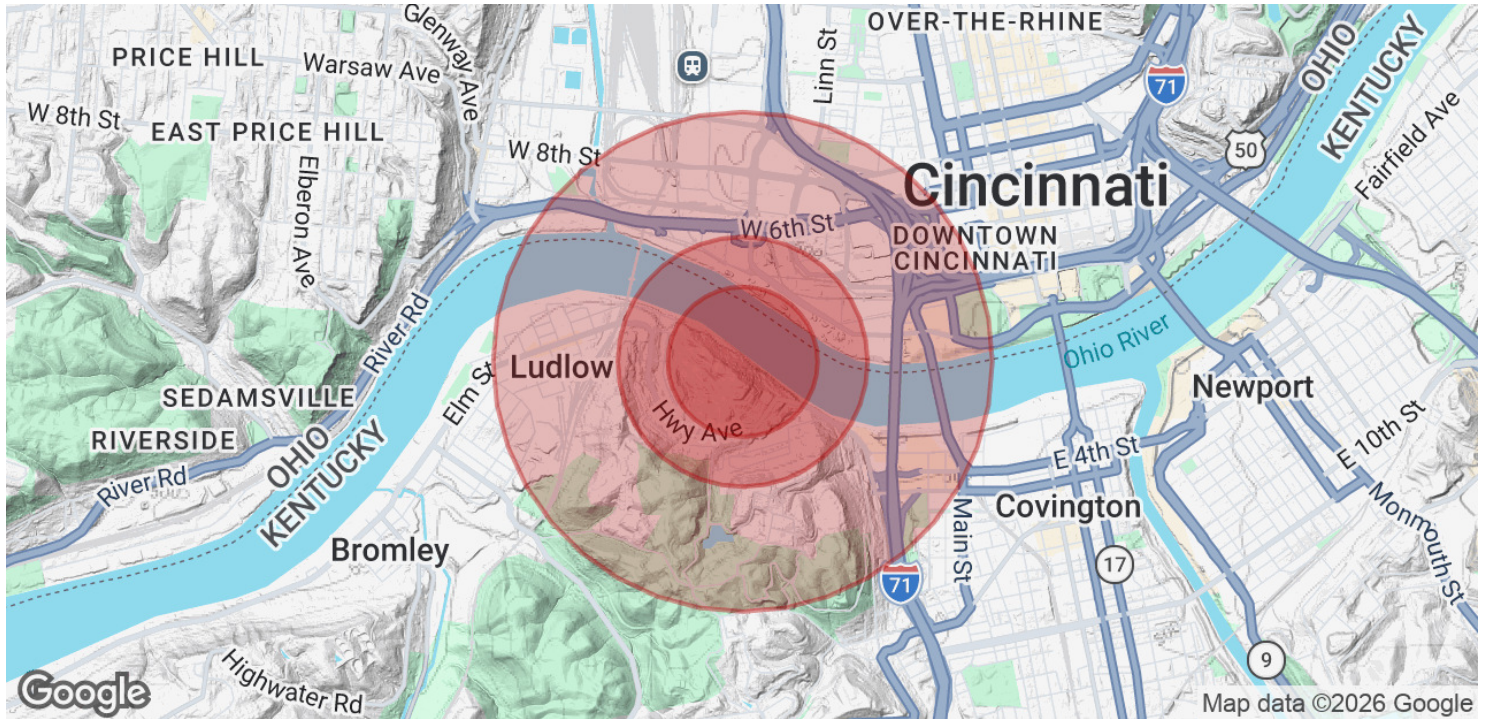 OVER-THE-RHINE
Glenway Ave
PRICE HILL
Warsaw Ave
Linn St
71
OHIO
KENTUCKY
W 8th St
EAST PRICE HILL
W 8th St
50
Fairfield Ave
Elberon Ave
Cincinnati
W 6th St
DOWNTOWN
CINCINNATI
River Rd
Ohio River
Ludlow
Elm St
Newport
SEDAMSVILLE
RIVERSIDE
Hwy Ave
OHIO
KENTUCKY
E 4th St
E 10th St
River Rd
Covington
Main St
Monmouth St
Bromley
17
71
9
Highwater Rd
Google
Map data ©2026 Google